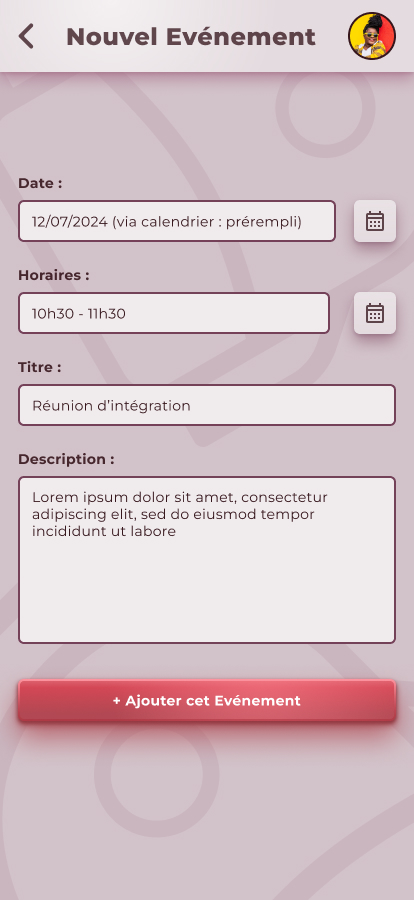 Nouvel Evénement
Date :
12/07/2024 (via calendrier : prérempli)
Horaires :
10h30 - 11h30
Titre :
Réunion d’intégration
Description :
Lorem ipsum dolor sit amet, consectetur
adipiscing elit, sed do eiusmod tempor
incididunt ut labore
+ Ajouter cet Evénement